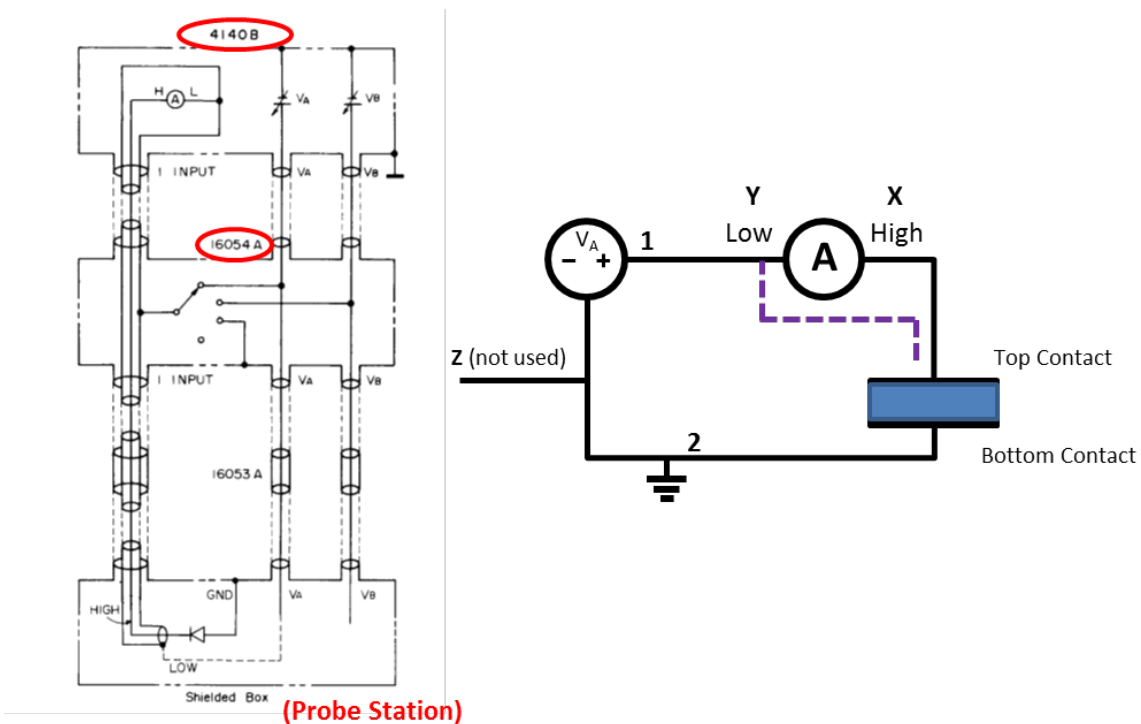 4140B
H A L
VA
VB
I INPUT
VA
VB
16054A
I INPUT
VA
VB
16053A
GND
VA
VB
HIGH
LOW
Shielded Box
(Probe Station)
Y
X
VA
1
Low
A
High
− +
Z (not used)
Top Contact
2
Bottom Contact